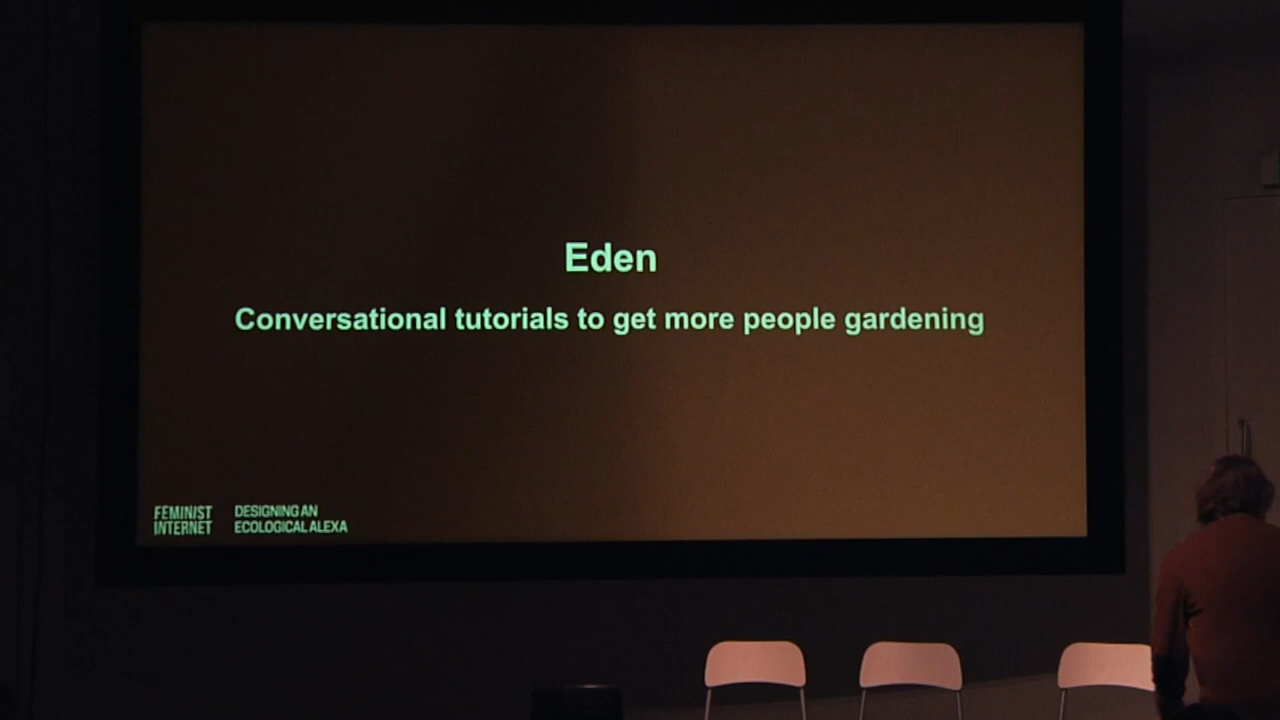 Eden
Conversational tutorials to get more people gardening
FEMINIST
INTERNET
DESIGNING AN
ECOLOGICAL ALEXA